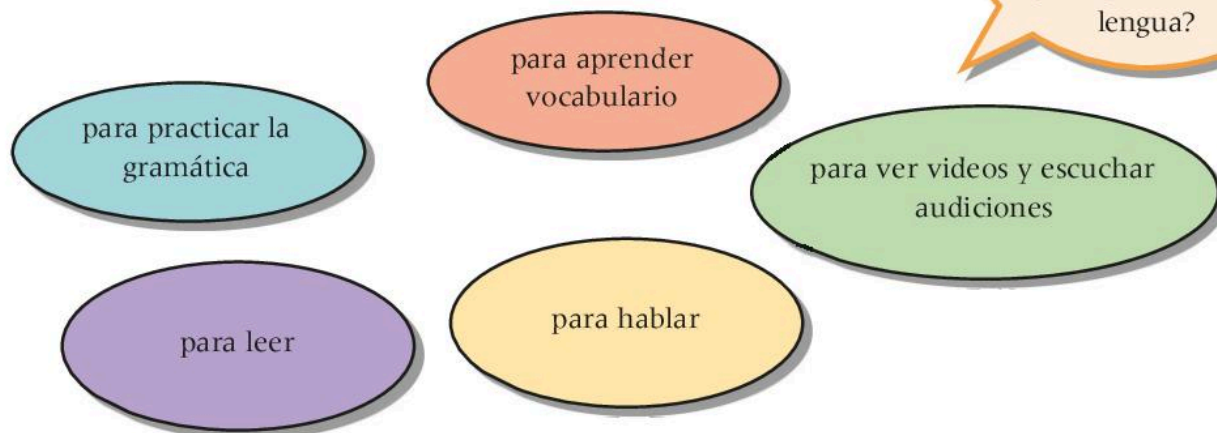 lengua?
para aprender
vocabulario
para practicar la
gramática
para ver videos y escuchar
audiciones
para leer
para hablar